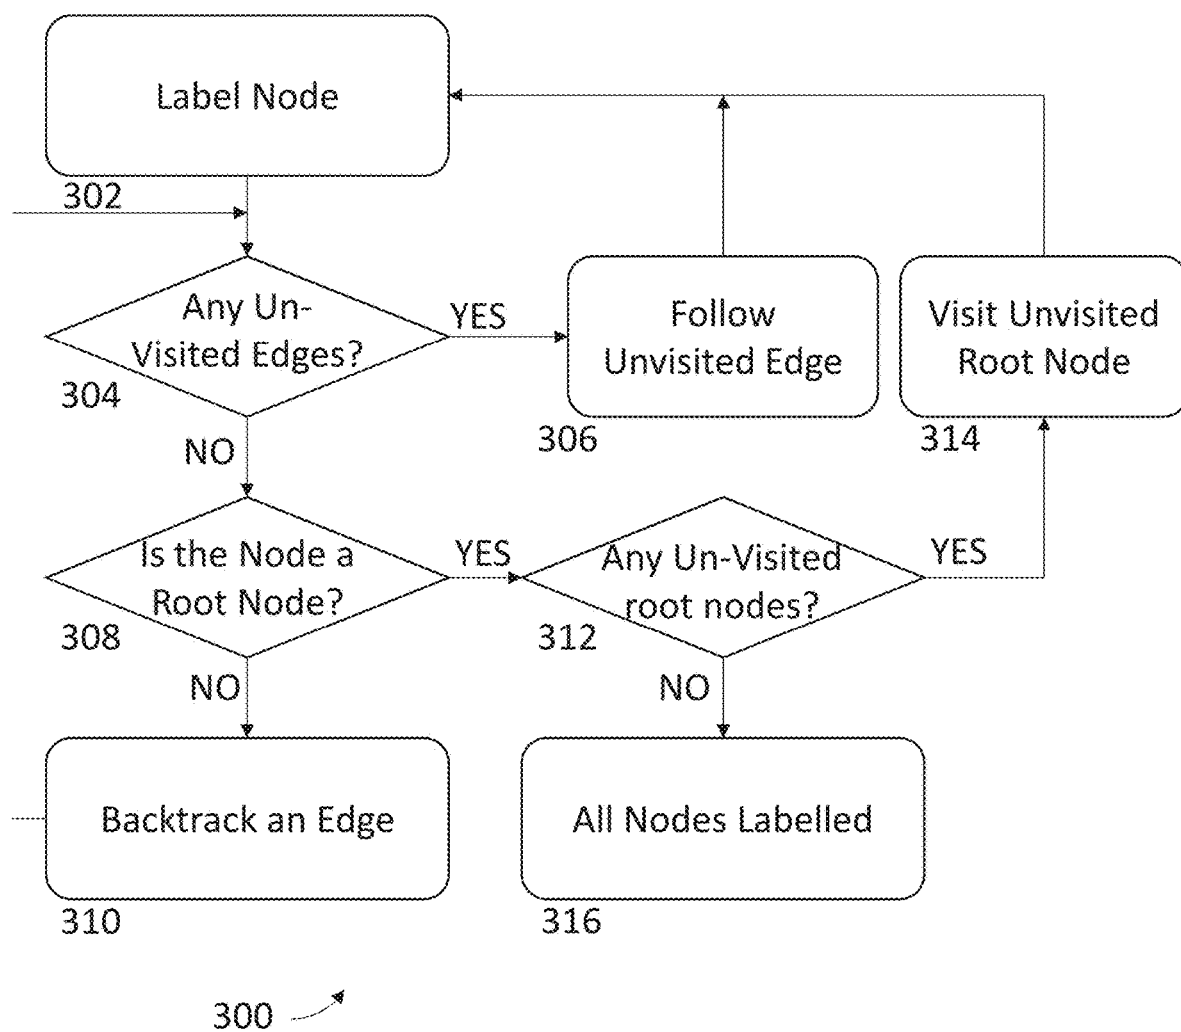 Label Node
302
Any Un-
Visited Edges?
304
YES
Follow
Unvisited Edge
306
Visit Unvisited
Root Node
314
NO
Is the Node a
Root Node?
308
YES
Any Un-Visited
root nodes?
312
YES
NO
NO
Backtrack an Edge
310
All Nodes Labelled
316
300